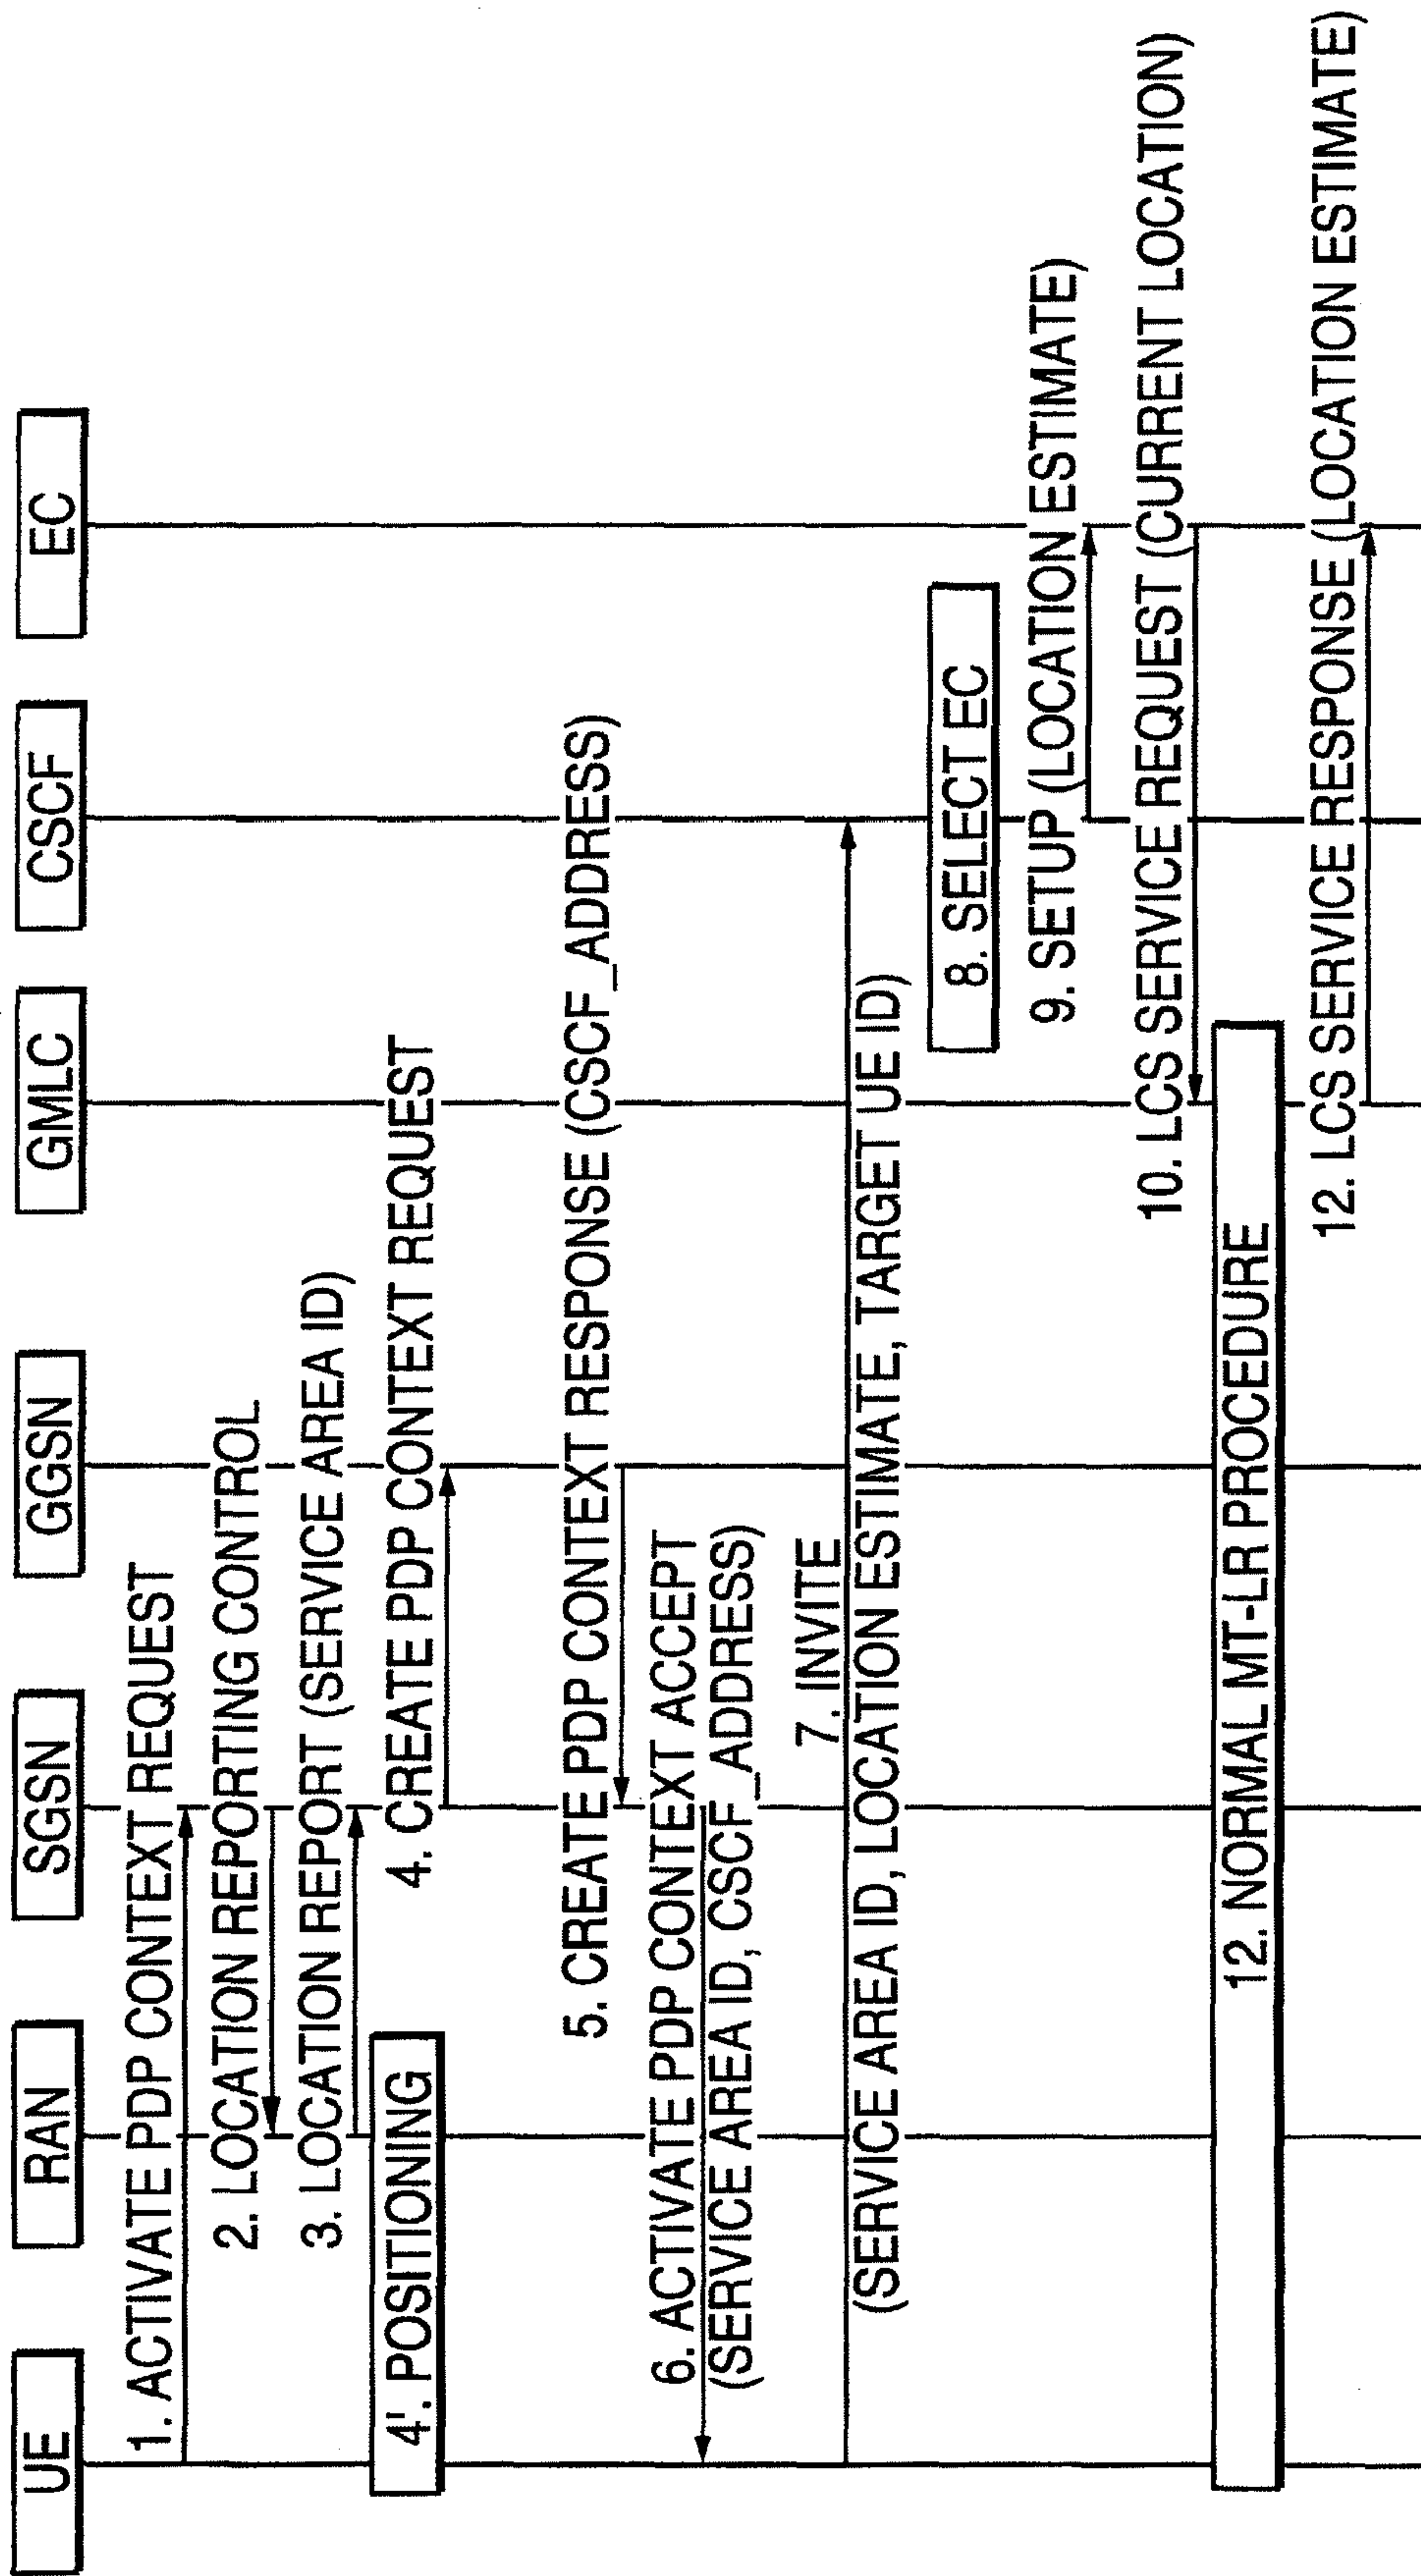 UE
RAN
SGSN
GGSN
GMLC
CSCF
EC
1. ACTIVATE PDP CONTEXT REQUEST
2. LOCATION REPORTING CONTROL
3. LOCATION REPORT (SERVICE AREA ID)
4'. POSITIONING
4. CREATE PDP CONTEXT REQUEST
5. CREATE PDP CONTEXT RESPONSE (CSCF_ADDRESS)
6. ACTIVATE PDP CONTEXT ACCEPT
(SERVICE AREA ID, CSCF_ADDRESS)
7. INVITE
(SERVICE AREA ID, LOCATION ESTIMATE, TARGET UE ID)
8. SELECT EC
9. SETUP (LOCATION ESTIMATE)
10. LCS SERVICE REQUEST (CURRENT LOCATION)
12. NORMAL MT-LR PROCEDURE
12. LCS SERVICE RESPONSE (LOCATION ESTIMATE)